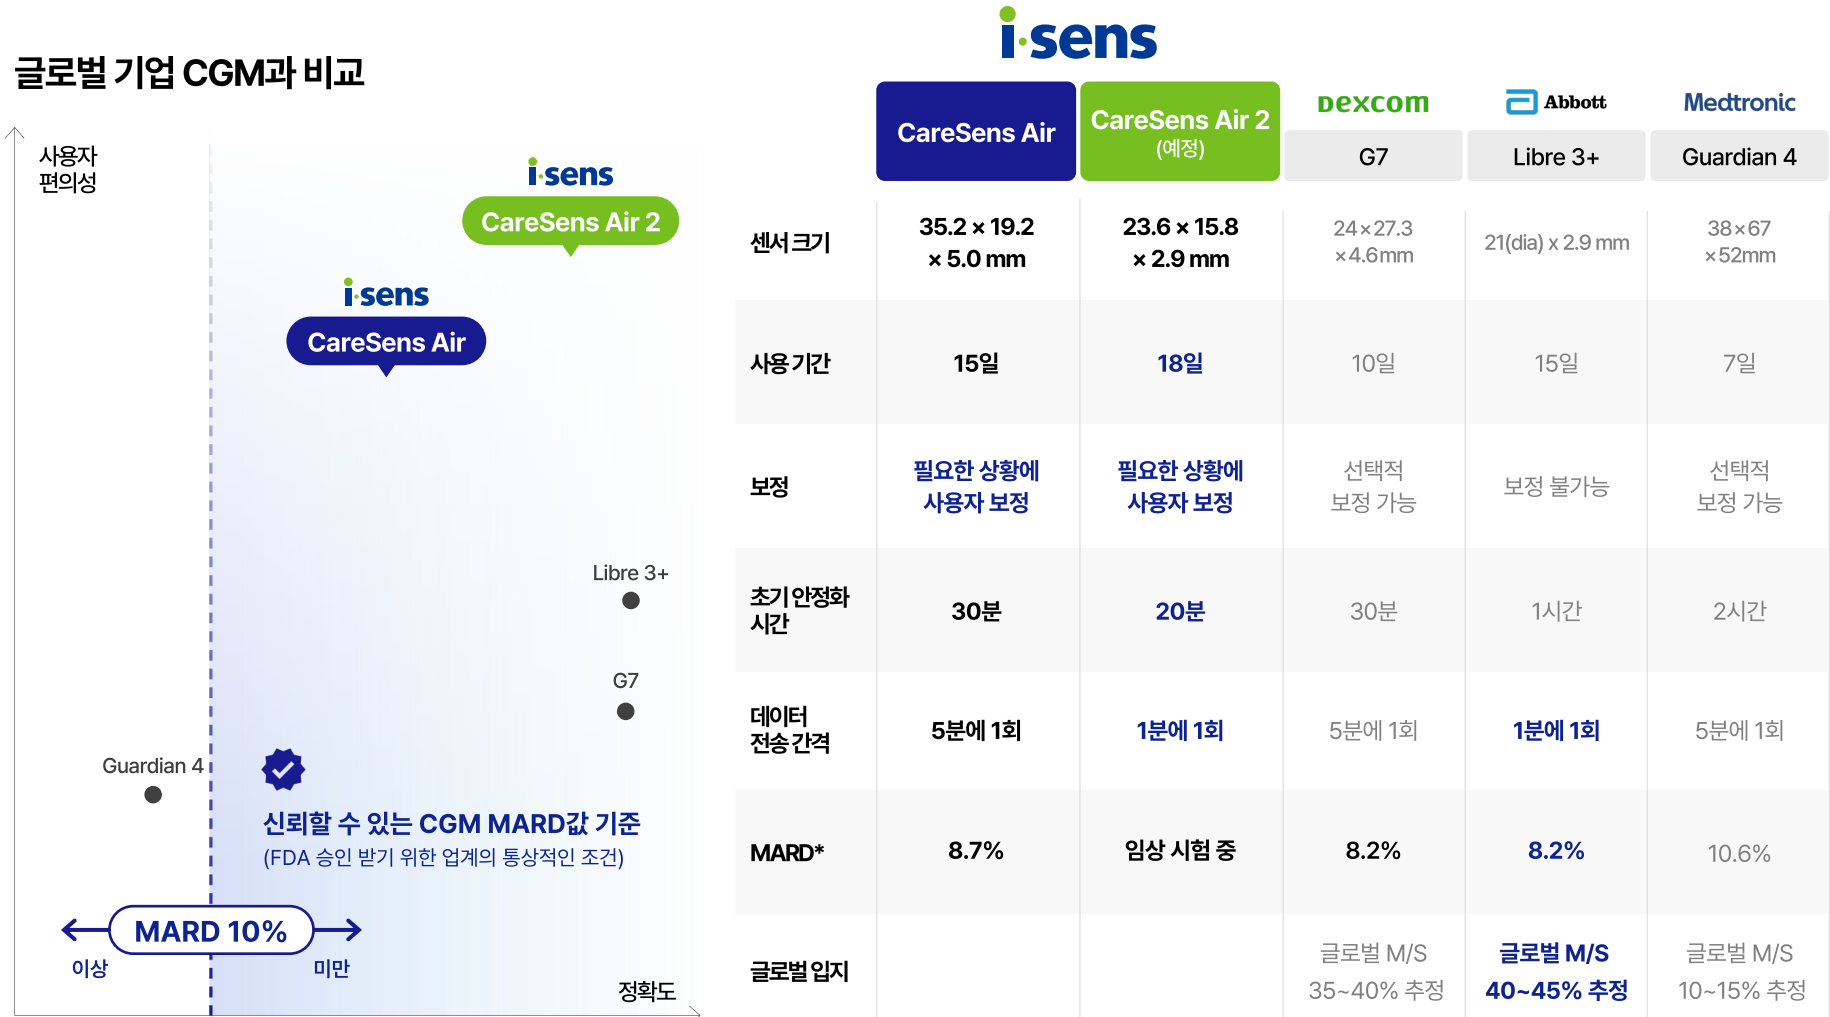 글로벌 기업 CGM과 비교
사용자
편의성
i·sens
CareSens Air 2
i·sens
CareSens Air
Libre 3+
G7
Guardian 4
신뢰할 수 있는 CGM MARD값 기준
(FDA 승인 받기 위한 업계의 통상적인 조건)
MARD 10%
이상
미만
정확도
i·sens
CareSens Air
CareSens Air 2
(예정)
Dexcom
G7
Abbott
Libre 3+
Medtronic
Guardian 4
센서 크기
35.2 × 19.2
× 5.0 mm
23.6 × 15.8
× 2.9 mm
24×27.3
×4.6mm
21(dia) x 2.9 mm
38×67
×52mm
사용 기간
15일
18일
10일
15일
7일
보정
필요한 상황에
사용자 보정
필요한 상황에
사용자 보정
선택적
보정 가능
보정 불가능
선택적
보정 가능
초기 안정화
시간
30분
20분
30분
1시간
2시간
데이터
전송 간격
5분에 1회
1분에 1회
5분에 1회
1분에 1회
5분에 1회
MARD*
8.7%
임상 시험 중
8.2%
8.2%
10.6%
글로벌 입지
글로벌 M/S
35~40% 추정
글로벌 M/S
40~45% 추정
글로벌 M/S
10~15% 추정